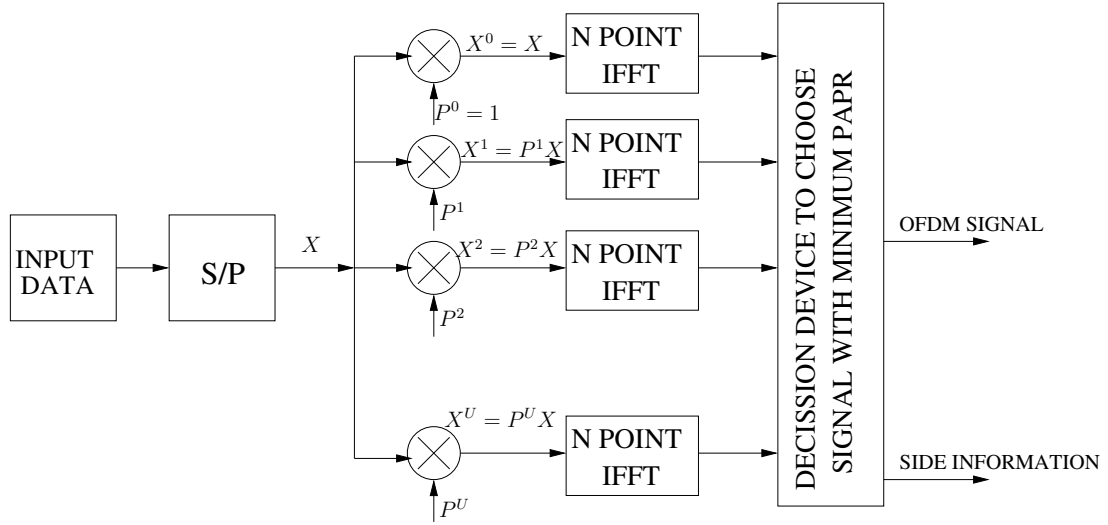 INPUT
DATA
S/P
X
X^0 = X
P^0 = 1
N POINT
IFFT
X^1 = P^1X
P^1
N POINT
IFFT
X^2 = P^2X
P^2
N POINT
IFFT
X^U = P^UX
P^U
N POINT
IFFT
DECISSION DEVICE TO CHOOSE
SIGNAL WITH MINIMUM PAPR
OFDM SIGNAL
SIDE INFORMATION